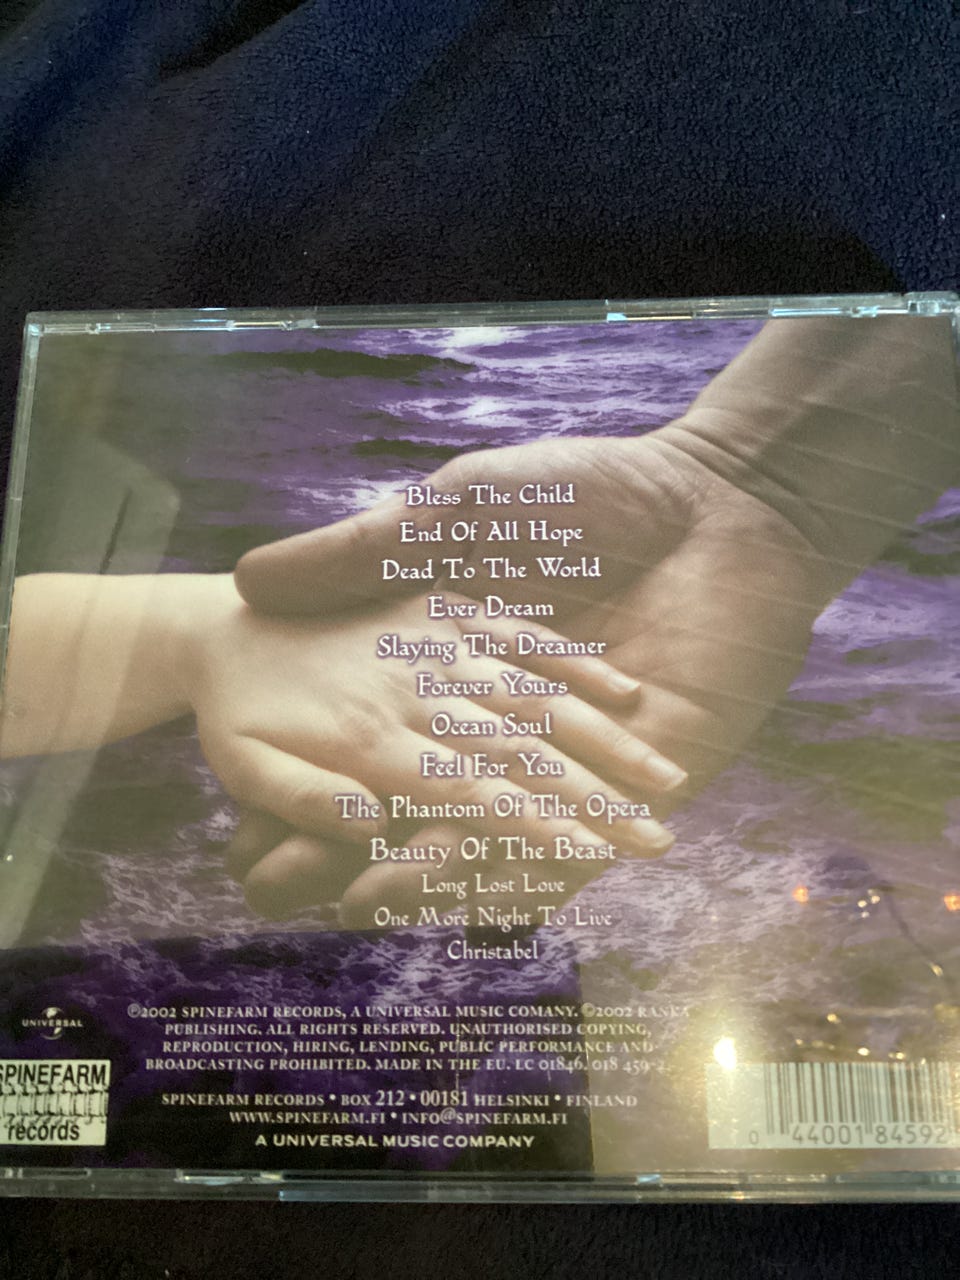 Bless The Child
End Of All Hope
Dead To The World
Ever Dream
Slaying The Dreamer
Forever Yours
Ocean Soul
Feel For You
The Phantom Of The Opera
Beauty Of The Beast
Long Lost Love
One More Night To Live
Christabel
℗2002 SPINEFARM RECORDS, A UNIVERSAL MUSIC COMANY. ©2002 RANKA
PUBLISHING. ALL RIGHTS RESERVED. UNAUTHORISED COPYING,
REPRODUCTION, HIRING, LENDING, PUBLIC PERFORMANCE AND
BROADCASTING PROHIBITED. MADE IN THE EU. LC 01846. 018 459-2
SPINEFARM RECORDS • BOX 212 • 00181 HELSINKI • FINLAND
WWW.SPINEFARM.FI • INFO@SPINEFARM.FI
A UNIVERSAL MUSIC COMPANY
UNIVERSAL
SPINEFARM
records
0 44001 84592